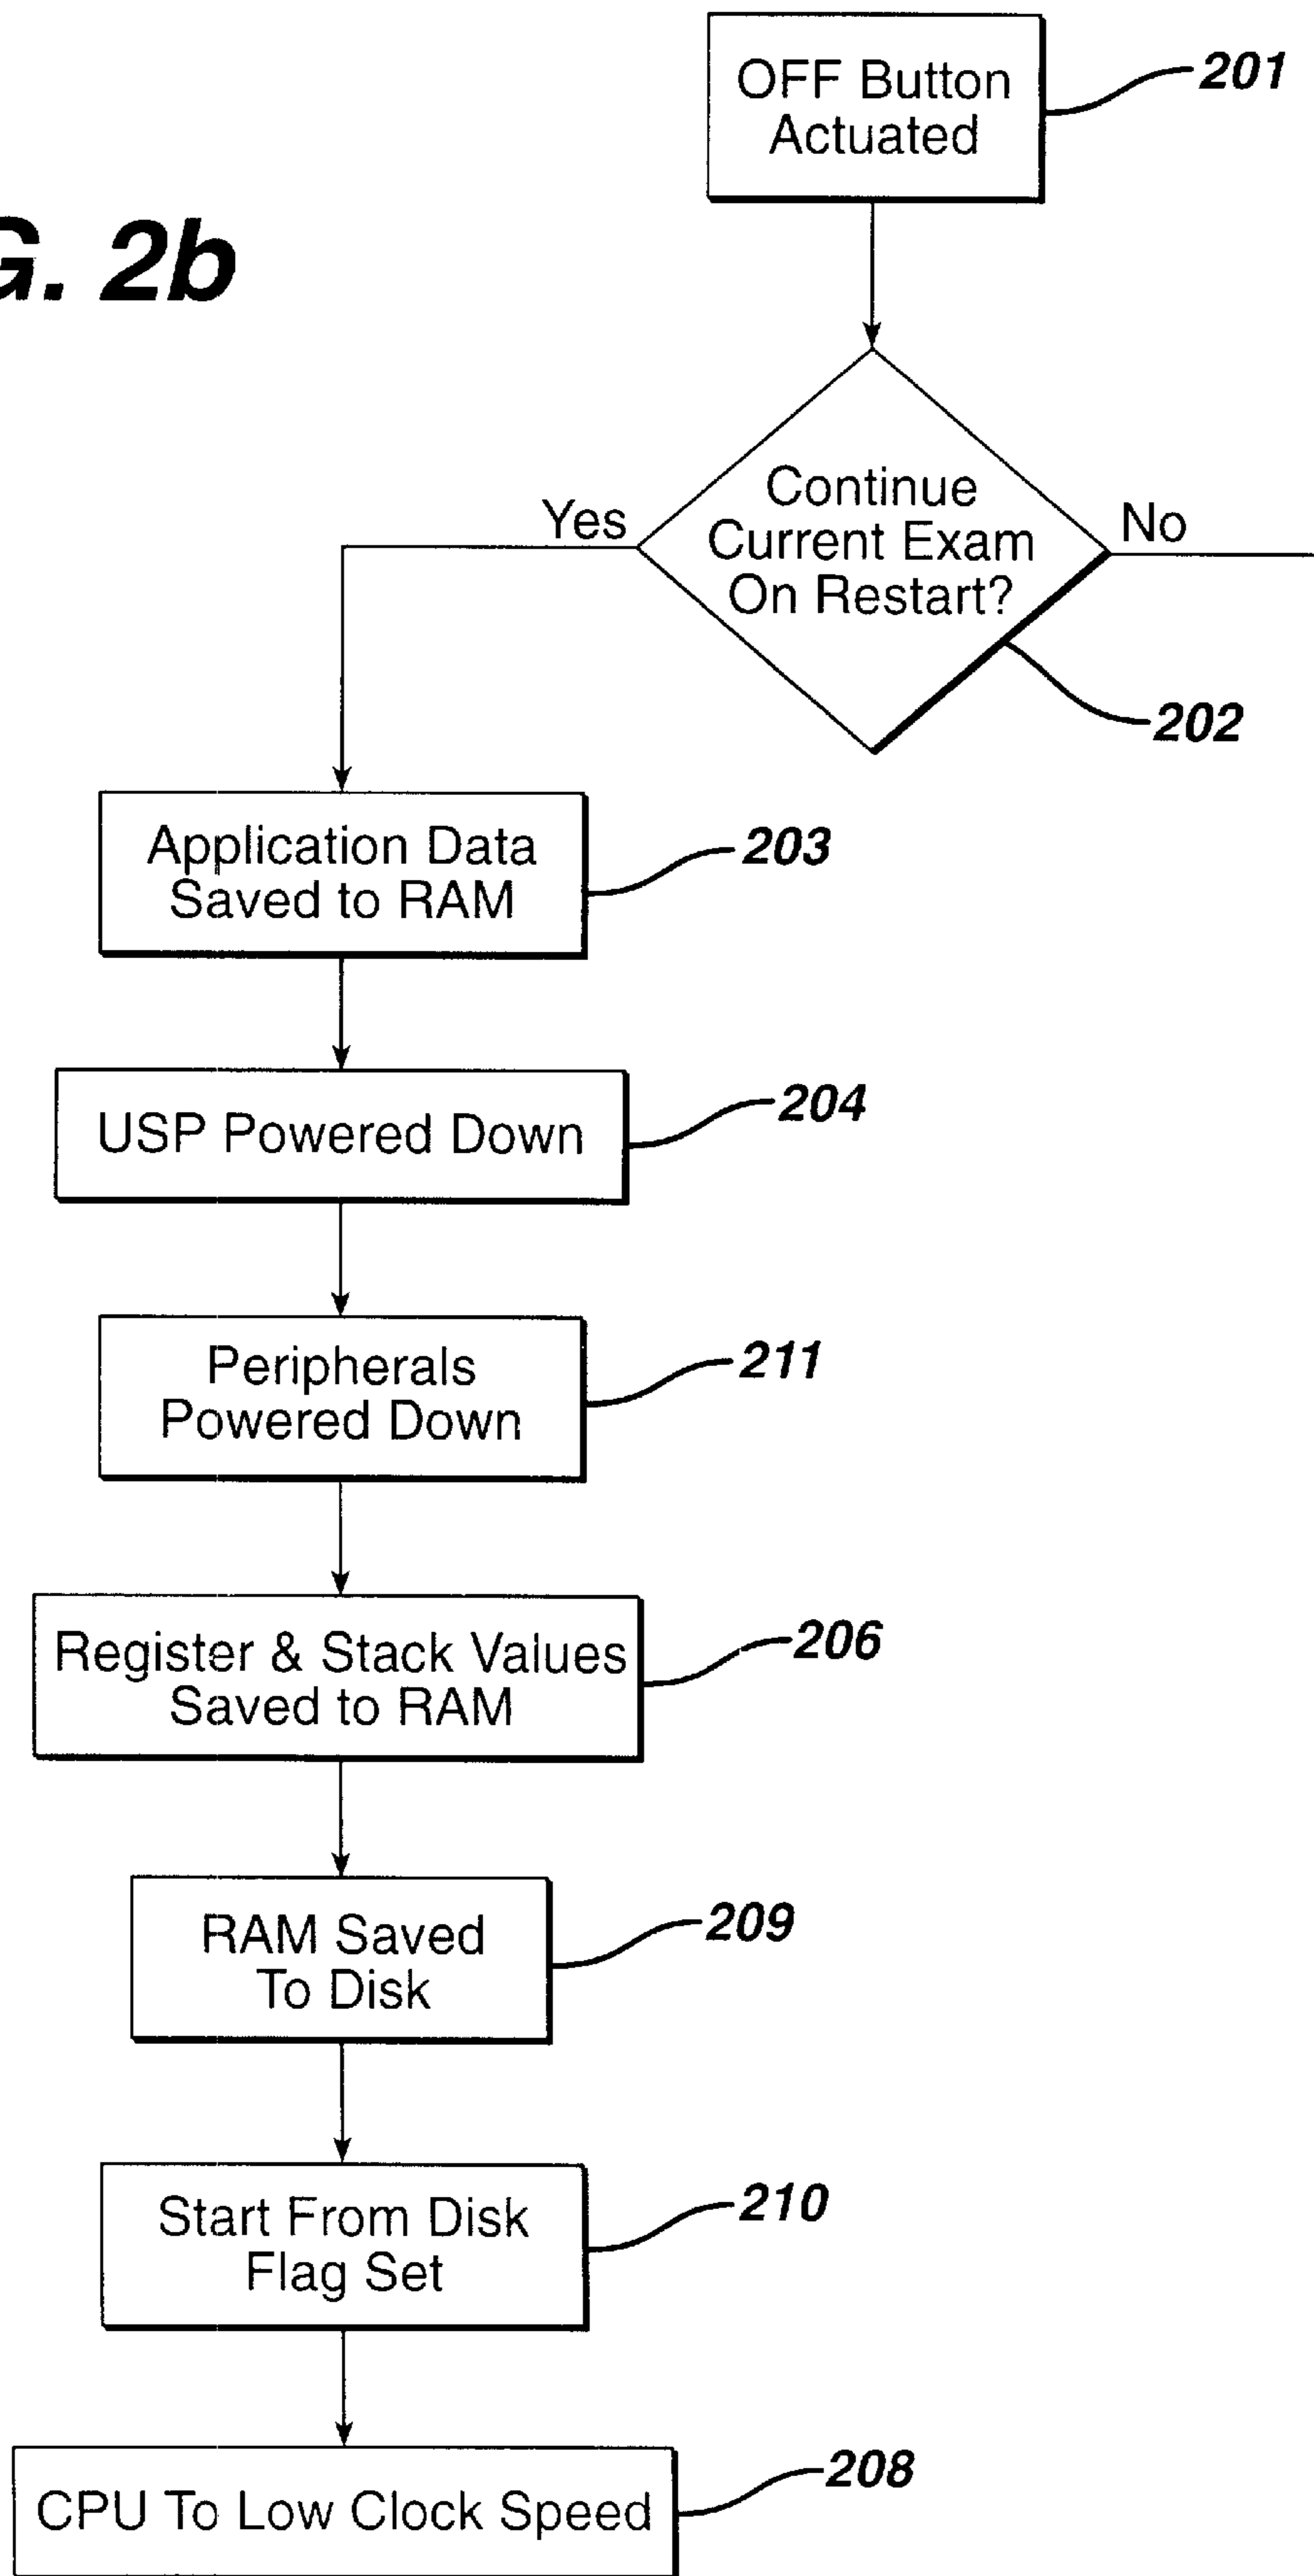 OFF Button
Actuated
201
G. 2b
Continue
Current Exam
On Restart?
Yes
No
202
Application Data
Saved to RAM
203
USP Powered Down
204
Peripherals
Powered Down
211
Register & Stack Values
Saved to RAM
206
RAM Saved
To Disk
209
Start From Disk
Flag Set
210
CPU To Low Clock Speed
208